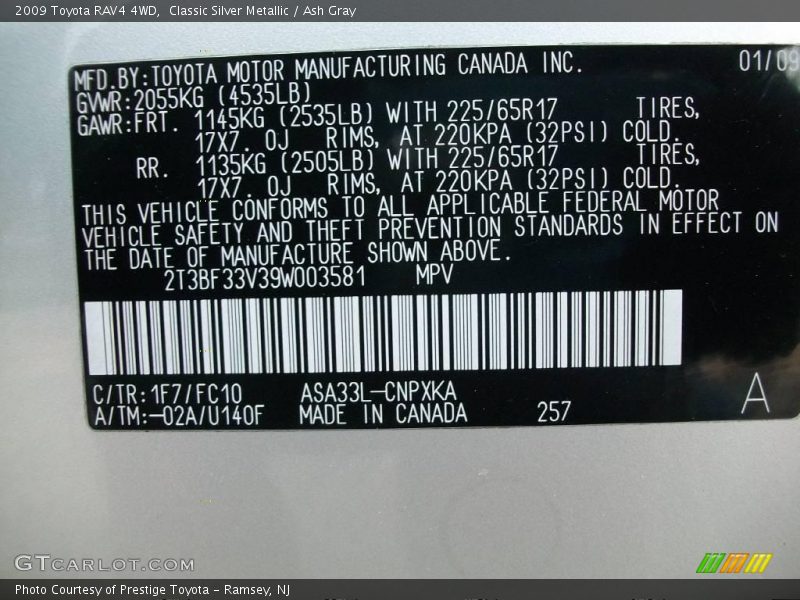 2009 Toyota RAV4 4WD,  Classic Silver Metallic / Ash Gray
MFD.BY:TOYOTA MOTOR MANUFACTURING CANADA INC. 01/09
GVWR:2055KG (4535LB)
GAWR:FRT. 1145KG (2535LB) WITH 225/65R17 TIRES,
17X7. 0J RIMS, AT 220KPA (32PSI) COLD.
RR. 1135KG (2505LB) WITH 225/65R17 TIRES,
17X7. 0J RIMS, AT 220KPA (32PSI) COLD.
THIS VEHICLE CONFORMS TO ALL APPLICABLE FEDERAL MOTOR
VEHICLE SAFETY AND THEFT PREVENTION STANDARDS IN EFFECT ON
THE DATE OF MANUFACTURE SHOWN ABOVE.
2T3BF33V39W003581 MPV
C/TR:1F7/FC10 ASA33L-CNPXKA A
A/TM:-02A/U140F MADE IN CANADA 257
GTCARLOT.COM
Photo Courtesy of Prestige Toyota - Ramsey, NJ